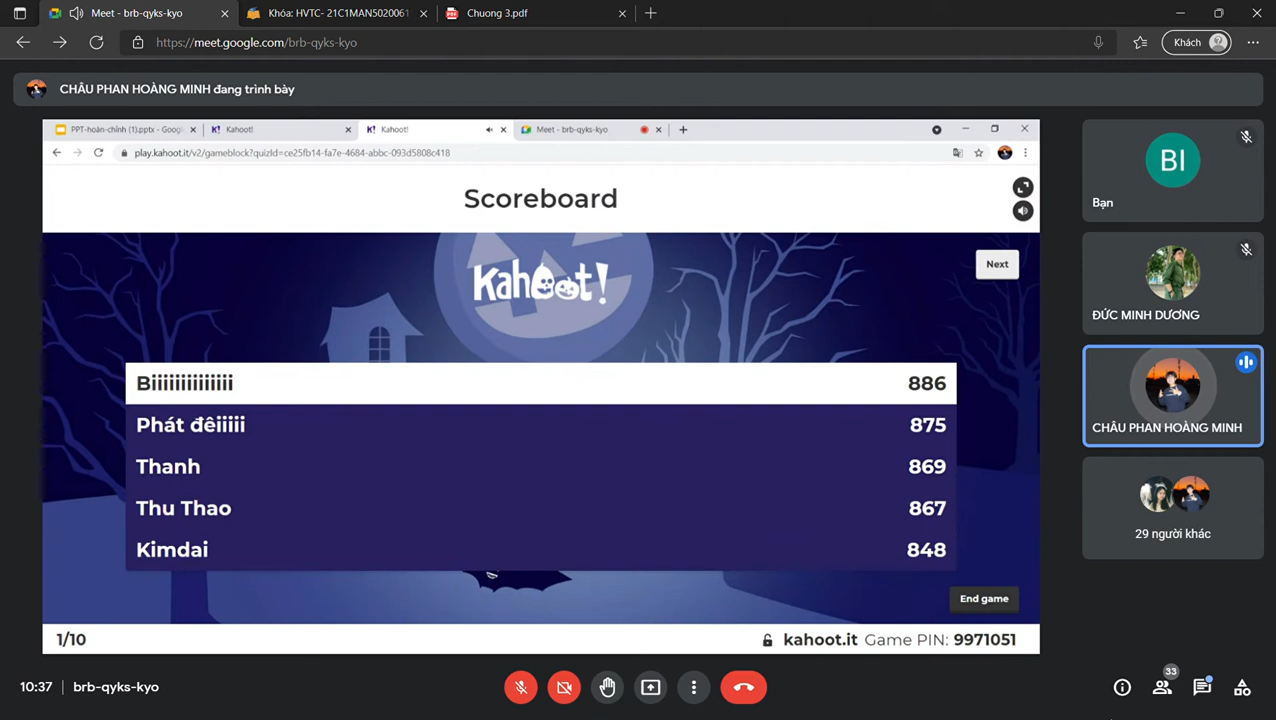 Meet - brb-qyks-kyo
Khóa: HVTC- 21C1MAN5020061
Chuong 3.pdf
https://meet.google.com/brb-qyks-kyo
Khách
CHÂU PHAN HOÀNG MINH đang trình bày
PPT-hoàn-chỉnh (1).pptx - Goog
Kahoot!
Kahoot!
Meet - brb-qyks-kyo
play.kahoot.it/v2/gameblock?quizId=ce25fb14-fa7e-4684-abbc-093d5808c418
Scoreboard
Kahoot!
Next
Biiiiiiiiiiiiii 886
Phát đêiiiii 875
Thanh 869
Thu Thao 867
Kimdai 848
End game
1/10
kahoot.it Game PIN: 9971051
BI
Bạn
ĐỨC MINH DƯƠNG
CHÂU PHAN HOÀNG MINH
29 người khác
10:37
brb-qyks-kyo
33